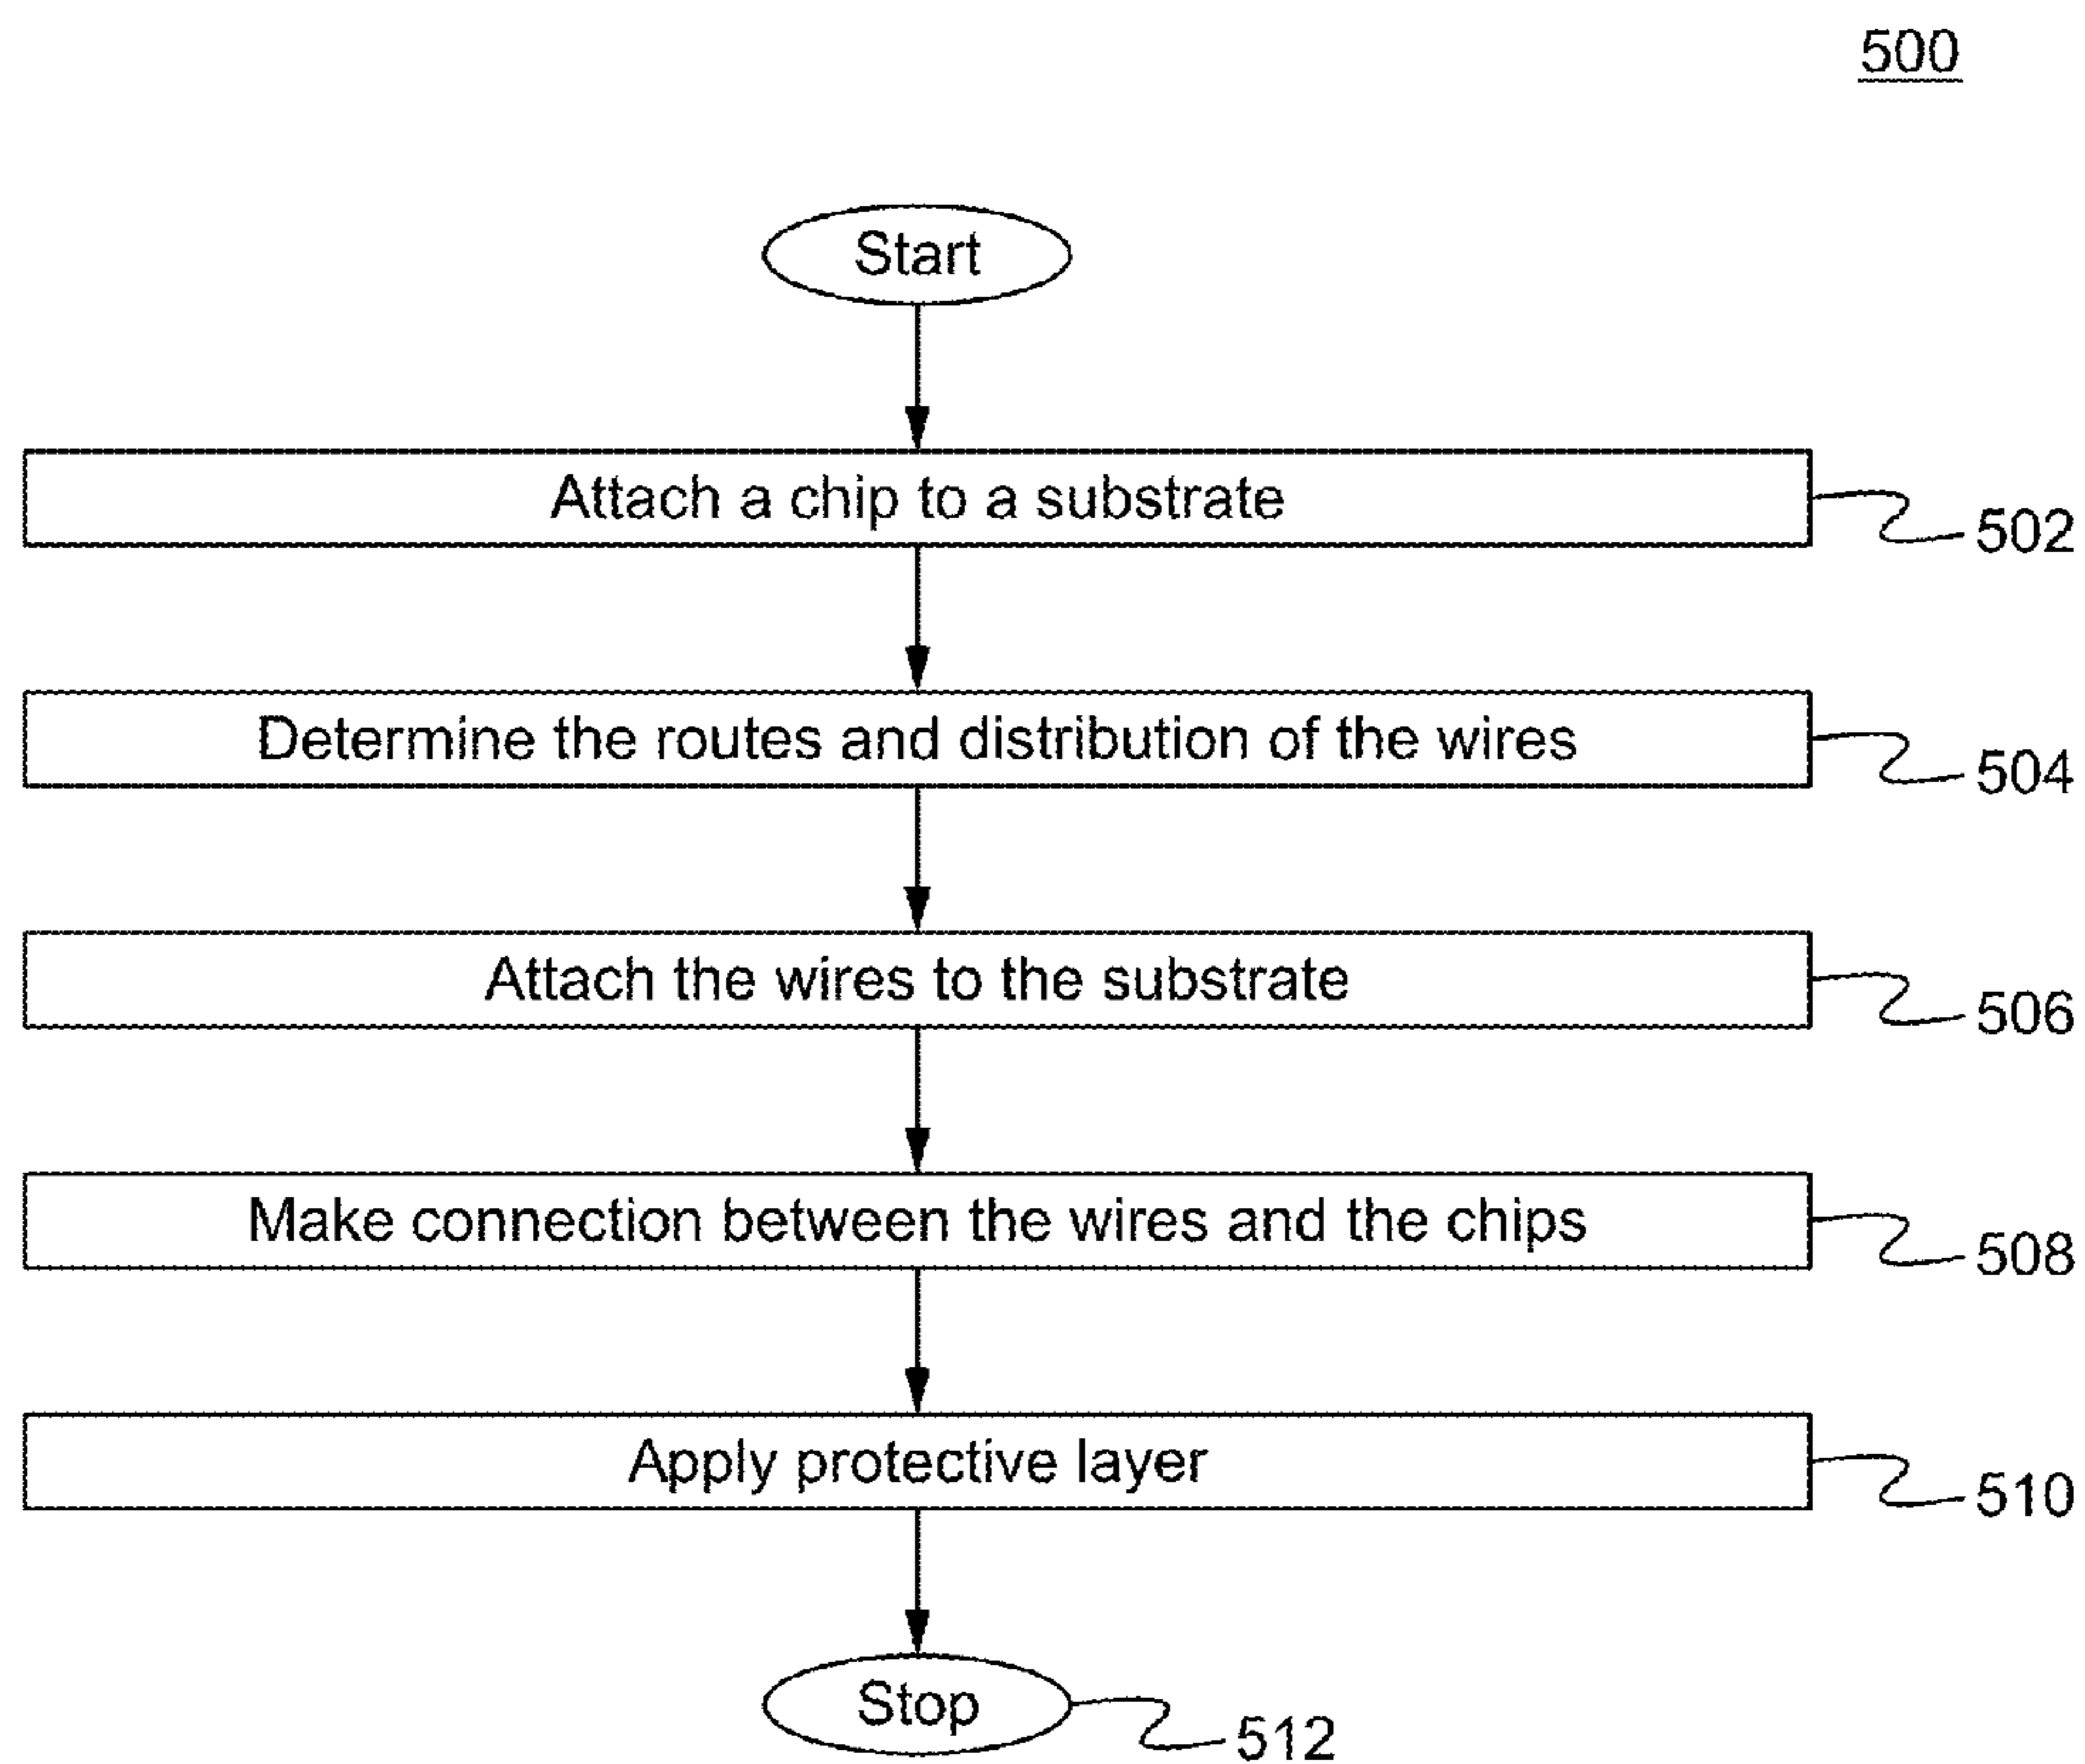 500
Start
Attach a chip to a substrate
502
Determine the routes and distribution of the wires
504
Attach the wires to the substrate
506
Make connection between the wires and the chips
508
Apply protective layer
510
Stop
512